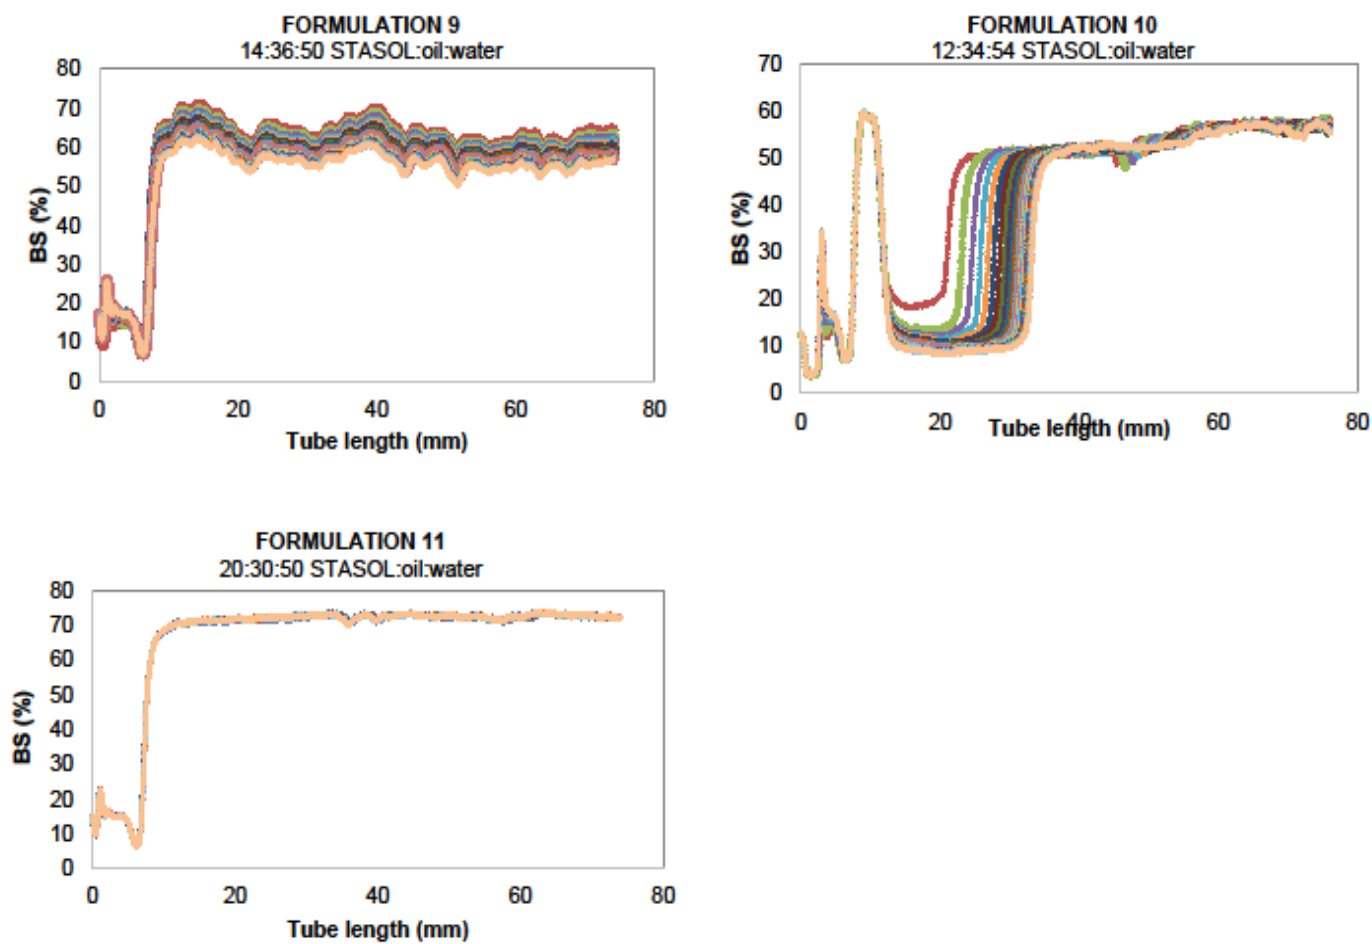 FORMULATION 9
14:36:50 STASOL:oil:water
80
70
60
50
40
30
20
10
0
BS (%)
0 20 40 60 80
Tube length (mm)
FORMULATION 10
12:34:54 STASOL:oil:water
70
60
50
40
30
20
10
0
BS (%)
0 20 40 60 80
Tube length (mm)
FORMULATION 11
20:30:50 STASOL:oil:water
80
70
60
50
40
30
20
10
0
BS (%)
0 20 40 60 80
Tube length (mm)